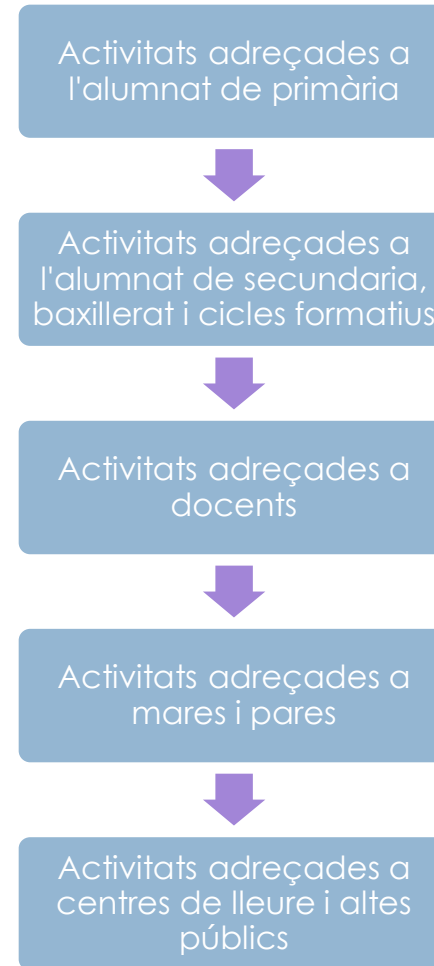 Activitats adreçades a
l'alumnat de primària
Activitats adreçades a
l'alumnat de secundaria,
baxillerat i cicles formatius
Activitats adreçades a
docents
Activitats adreçades a
mares i pares
Activitats adreçades a
centres de lleure i altes
públics